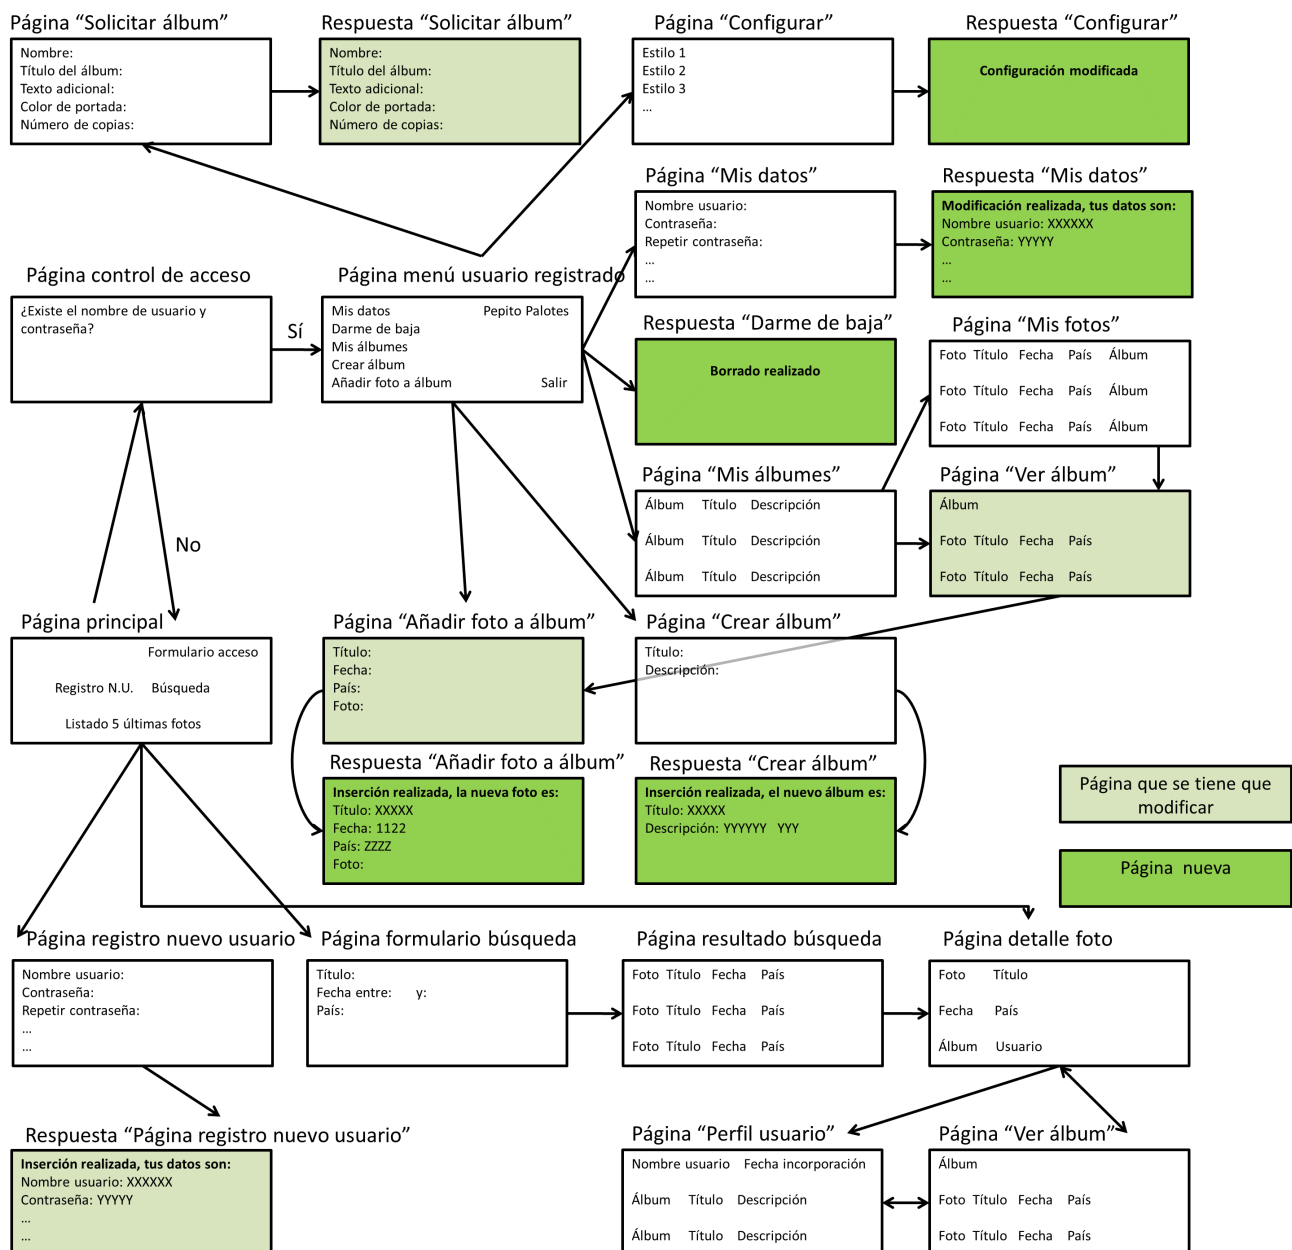 Página “Solicitar álbum”
Nombre:
Título del álbum:
Texto adicional:
Color de portada:
Número de copias:
Respuesta “Solicitar álbum”
Nombre:
Título del álbum:
Texto adicional:
Color de portada:
Número de copias:
Página “Configurar”
Estilo 1
Estilo 2
Estilo 3
...
Respuesta “Configurar”
Configuración modificada
Página “Mis datos”
Nombre usuario:
Contraseña:
Repetir contraseña:
...
...
Respuesta “Mis datos”
Modificación realizada, tus datos son:
Nombre usuario: XXXXXX
Contraseña: YYYYY
...
...
Página control de acceso
¿Existe el nombre de usuario y
contraseña?
Sí
Página menú usuario registrado
Mis datos Pepito Palotes
Darme de baja
Mis álbumes
Crear álbum
Añadir foto a álbum Salir
Respuesta “Darme de baja”
Borrado realizado
Página “Mis fotos”
Foto Título Fecha País Álbum
Foto Título Fecha País Álbum
Foto Título Fecha País Álbum
Página “Mis álbumes”
Álbum Título Descripción
Álbum Título Descripción
Álbum Título Descripción
Página “Ver álbum”
Álbum
Foto Título Fecha País
Foto Título Fecha País
No
Página principal
Formulario acceso
Registro N.U. Búsqueda
Listado 5 últimas fotos
Página “Añadir foto a álbum”
Título:
Fecha:
País:
Foto:
Página “Crear álbum”
Título:
Descripción:
Respuesta “Añadir foto a álbum”
Inserción realizada, la nueva foto es:
Título: XXXXX
Fecha: 1122
País: ZZZZ
Foto:
Respuesta “Crear álbum”
Inserción realizada, el nuevo álbum es:
Título: XXXXX
Descripción: YYYYYY YYY
Página que se tiene que
modificar
Página nueva
Página registro nuevo usuario
Nombre usuario:
Contraseña:
Repetir contraseña:
...
...
Página formulario búsqueda
Título:
Fecha entre: y:
País:
Página resultado búsqueda
Foto Título Fecha País
Foto Título Fecha País
Foto Título Fecha País
Página detalle foto
Foto Título
Fecha País
Álbum Usuario
Respuesta “Página registro nuevo usuario”
Inserción realizada, tus datos son:
Nombre usuario: XXXXXX
Contraseña: YYYYY
...
...
Página “Perfil usuario”
Nombre usuario Fecha incorporación
Álbum Título Descripción
Álbum Título Descripción
Página “Ver álbum”
Álbum
Foto Título Fecha País
Foto Título Fecha País